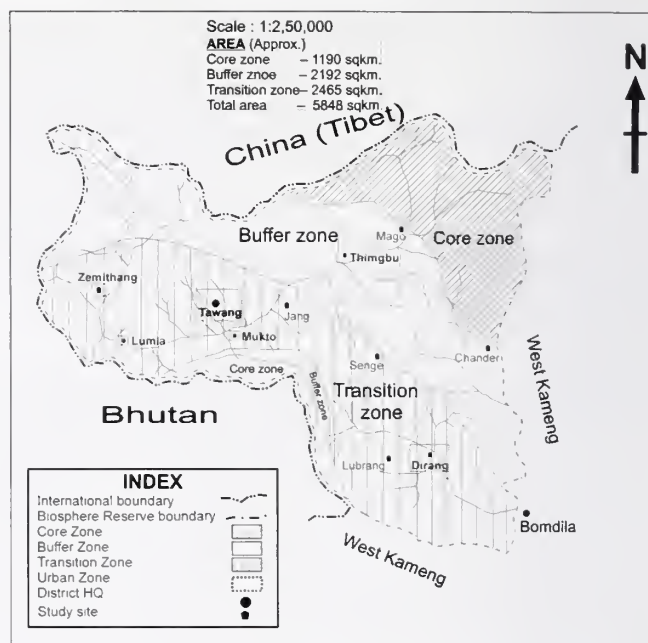 Scale : 1:2,50,000
AREA (Approx.)
Core zone – 1190 sqkm.
Buffer znoe – 2192 sqkm.
Transition zone– 2465 sqkm.
Total area – 5848 sqkm.
N
China (Tibet)
Buffer zone
Mago
Core zone
Thimgbu
Zemithang
Tawang
Jang
Lumla
Mukto
Chander
Senge
Core zone
Buffer zone
Transition
zone
West Kameng
Bhutan
Lubrang
Dirang
Bomdila
West Kameng
INDEX
International boundary
Biosphere Reserve boundary
Core Zone
Buffer Zone
Transition Zone
Urban Zone
District HQ
Study site